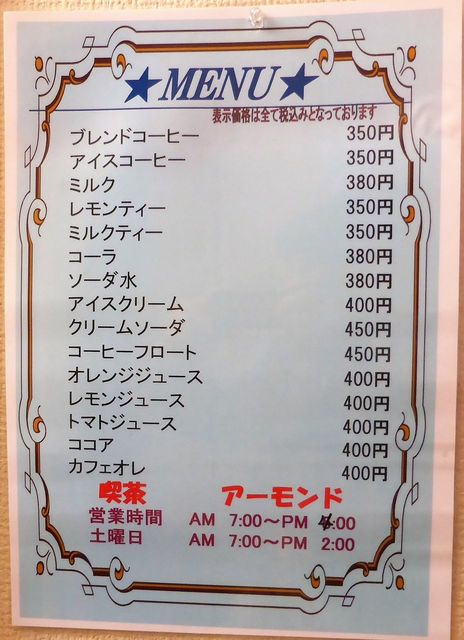 ★MENU★
表示価格は全て税込みとなっております
ブレンドコーヒー 350円
アイスコーヒー 350円
ミルク 380円
レモンティー 350円
ミルクティー 350円
コーラ 380円
ソーダ水 380円
アイスクリーム 400円
クリームソーダ 450円
コーヒーフロート 450円
オレンジジュース 400円
レモンジュース 400円
トマトジュース 400円
ココア 400円
カフェオレ 400円
喫茶 アーモンド
営業時間 AM 7:00～PM :00
土曜日 AM 7:00～PM 2:00